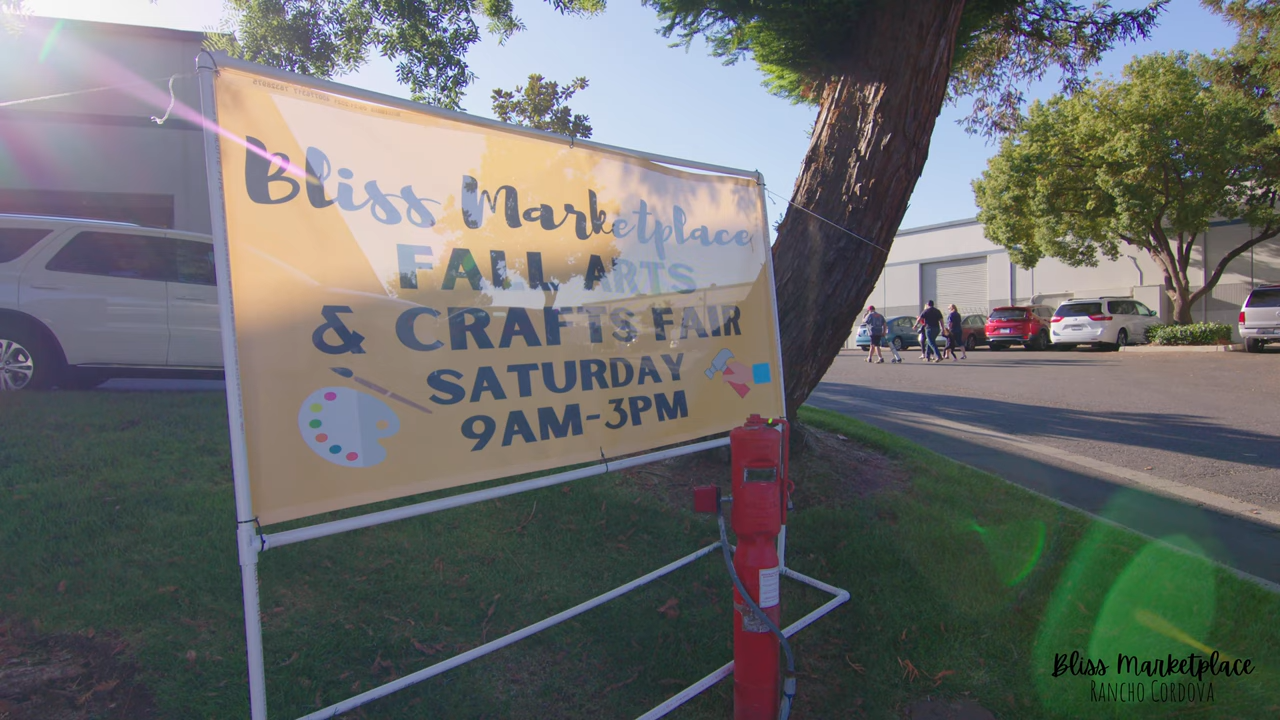 Bliss Marketplace
FALL ARTS
& CRAFTS FAIR
SATURDAY
9AM-3PM
Bliss Marketplace
RANCHO CORDOVA